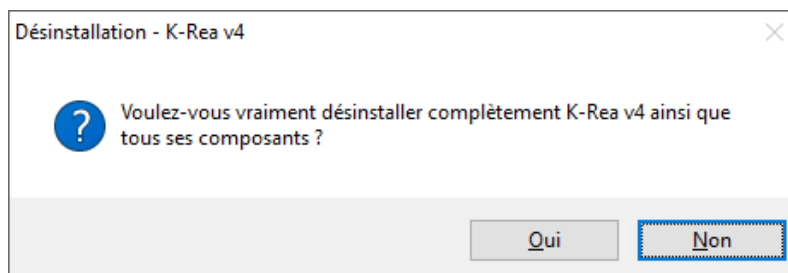 Désinstallation - K-Rea v4
Voulez-vous vraiment désinstaller complètement K-Rea v4 ainsi que
tous ses composants ?
Oui
Non